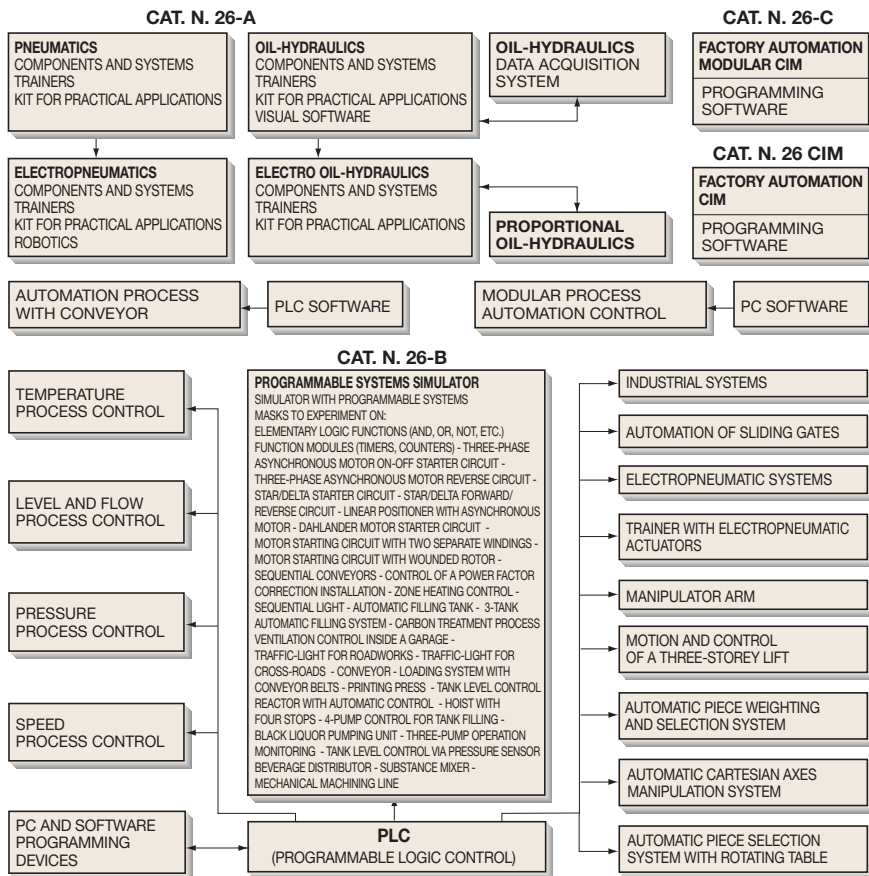 CAT. N. 26-A
PNEUMATICS
COMPONENTS AND SYSTEMS
TRAINERS
KIT FOR PRACTICAL APPLICATIONS
OIL-HYDRAULICS
COMPONENTS AND SYSTEMS
TRAINERS
KIT FOR PRACTICAL APPLICATIONS
VISUAL SOFTWARE
OIL-HYDRAULICS
DATA ACQUISITION
SYSTEM
CAT. N. 26-C
FACTORY AUTOMATION
MODULAR CIM
PROGRAMMING
SOFTWARE
ELECTROPNEUMATICS
COMPONENTS AND SYSTEMS
TRAINERS
KIT FOR PRACTICAL APPLICATIONS
ROBOTICS
ELECTRO OIL-HYDRAULICS
COMPONENTS AND SYSTEMS
TRAINERS
KIT FOR PRACTICAL APPLICATIONS
PROPORTIONAL
OIL-HYDRAULICS
CAT. N. 26 CIM
FACTORY AUTOMATION
CIM
PROGRAMMING
SOFTWARE
AUTOMATION PROCESS
WITH CONVEYOR
PLC SOFTWARE
MODULAR PROCESS
AUTOMATION CONTROL
PC SOFTWARE
CAT. N. 26-B
TEMPERATURE
PROCESS CONTROL
LEVEL AND FLOW
PROCESS CONTROL
PRESSURE
PROCESS CONTROL
SPEED
PROCESS CONTROL
PC AND SOFTWARE
PROGRAMMING
DEVICES
PROGRAMMABLE SYSTEMS SIMULATOR
SIMULATOR WITH PROGRAMMABLE SYSTEMS
MASKS TO EXPERIMENT ON:
ELEMENTARY LOGIC FUNCTIONS (AND, OR, NOT, ETC.)
FUNCTION MODULES (TIMERS, COUNTERS) - THREE-PHASE
ASYNCHRONOUS MOTOR ON-OFF STARTER CIRCUIT -
THREE-PHASE ASYNCHRONOUS MOTOR REVERSE CIRCUIT -
STAR/DELTA STARTER CIRCUIT - STAR/DELTA FORWARD/
REVERSE CIRCUIT - LINEAR POSITIONER WITH ASYNCHRONOUS
MOTOR - DAHLANDER MOTOR STARTER CIRCUIT -
MOTOR STARTING CIRCUIT WITH TWO SEPARATE WINDINGS -
MOTOR STARTING CIRCUIT WITH WOUNDED ROTOR -
SEQUENTIAL CONVEYORS - CONTROL OF A POWER FACTOR
CORRECTION INSTALLATION - ZONE HEATING CONTROL -
SEQUENTIAL LIGHT - AUTOMATIC FILLING TANK - 3-TANK
AUTOMATIC FILLING SYSTEM - CARBON TREATMENT PROCESS
VENTILATION CONTROL INSIDE A GARAGE -
TRAFFIC-LIGHT FOR ROADWORKS - TRAFFIC-LIGHT FOR
CROSS-ROADS - CONVEYOR - LOADING SYSTEM WITH
CONVEYOR BELTS - PRINTING PRESS - TANK LEVEL CONTROL
REACTOR WITH AUTOMATIC CONTROL - HOIST WITH
FOUR STOPS - 4-PUMP CONTROL FOR TANK FILLING -
BLACK LIQUOR PUMPING UNIT - THREE-PUMP OPERATION
MONITORING - TANK LEVEL CONTROL VIA PRESSURE SENSOR
BEVERAGE DISTRIBUTOR - SUBSTANCE MIXER -
MECHANICAL MACHINING LINE
PLC
(PROGRAMMABLE LOGIC CONTROL)
INDUSTRIAL SYSTEMS
AUTOMATION OF SLIDING GATES
ELECTROPNEUMATIC SYSTEMS
TRAINER WITH ELECTROPNEUMATIC
ACTUATORS
MANIPULATOR ARM
MOTION AND CONTROL
OF A THREE-STOREY LIFT
AUTOMATIC PIECE WEIGHTING
AND SELECTION SYSTEM
AUTOMATIC CARTESIAN AXES
MANIPULATION SYSTEM
AUTOMATIC PIECE SELECTION
SYSTEM WITH ROTATING TABLE